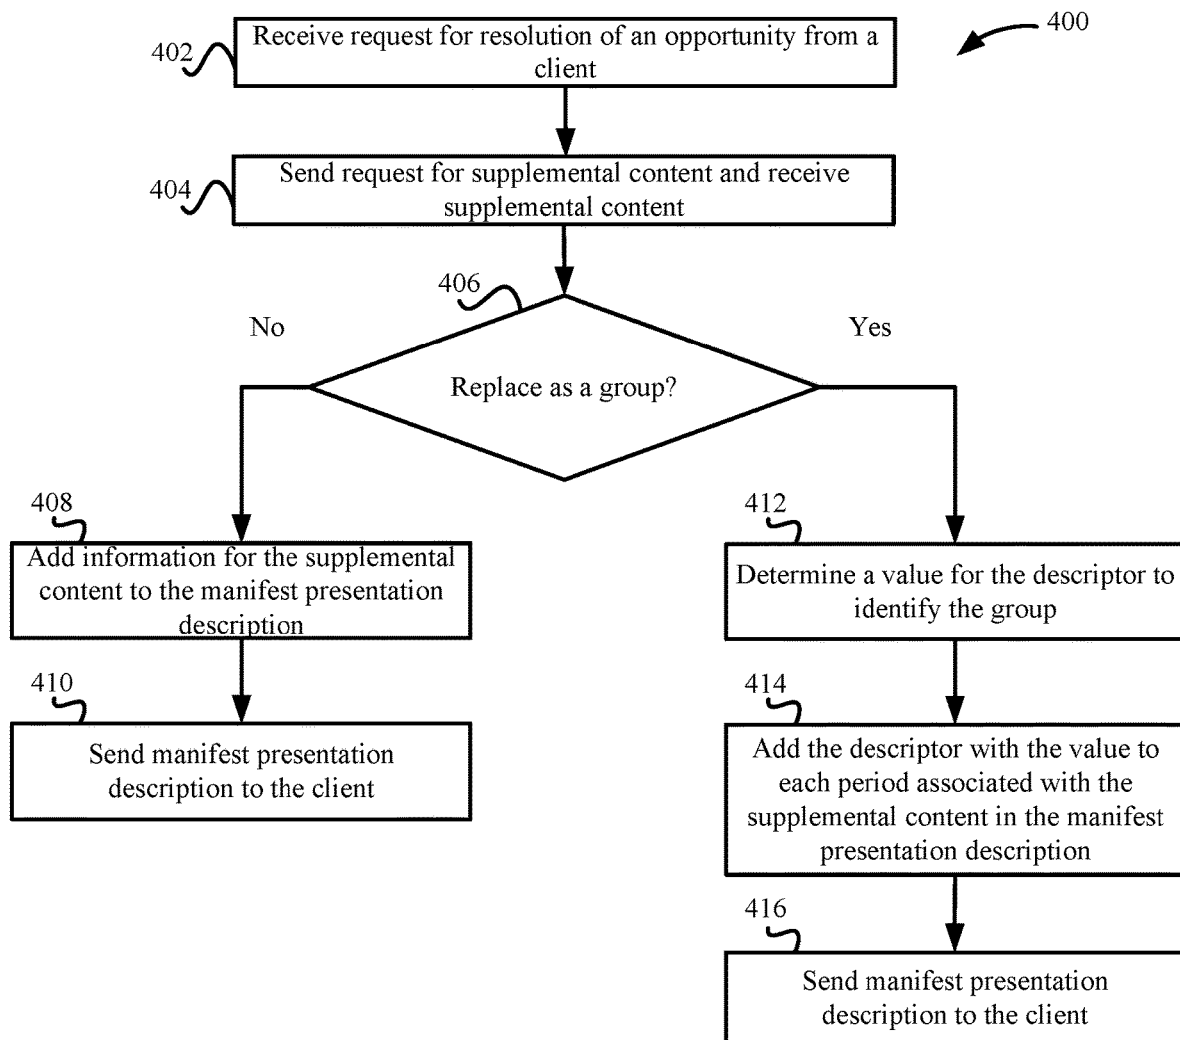 400
402
Receive request for resolution of an opportunity from a
client
404
Send request for supplemental content and receive
supplemental content
406
No
Yes
Replace as a group?
408
Add information for the supplemental
content to the manifest presentation
description
410
Send manifest presentation
description to the client
412
Determine a value for the descriptor to
identify the group
414
Add the descriptor with the value to
each period associated with the
supplemental content in the manifest
presentation description
416
Send manifest presentation
description to the client